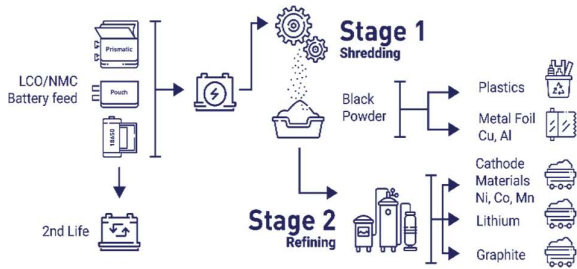 Stage 1
Shredding
Prismatic
LCO/NMC
Battery feed
Pouch
18650
2nd Life
Black
Powder
Plastics
Metal Foil
Cu, Al
Stage 2
Refining
Cathode
Materials
Ni, Co, Mn
Lithium
Graphite